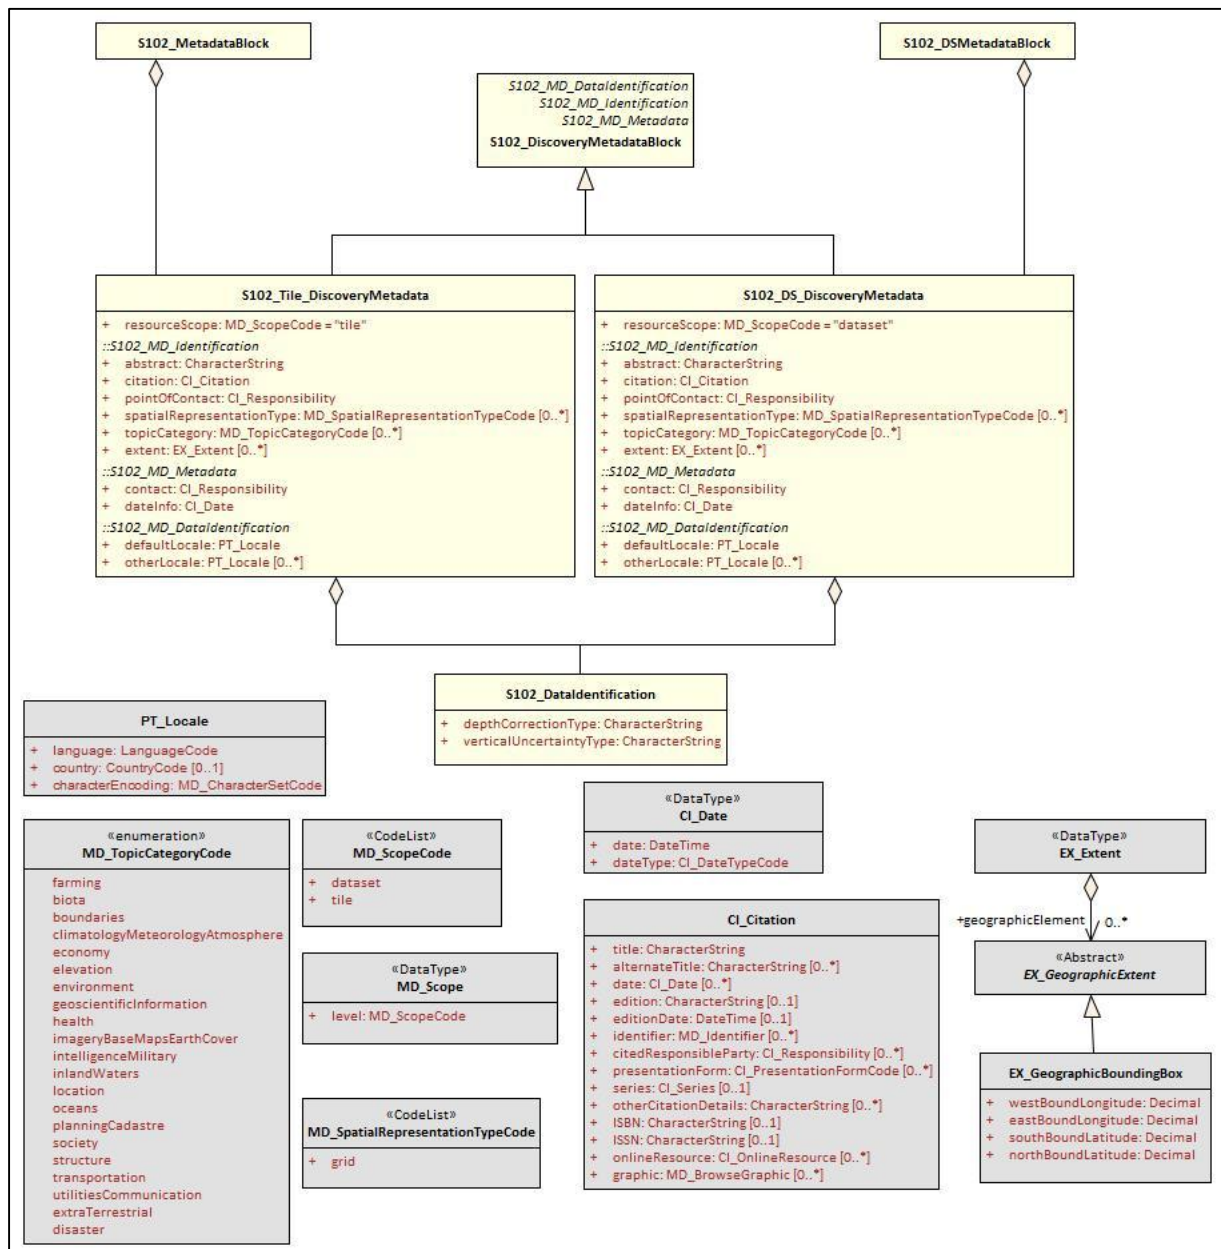 S102_MetadataBlock
S102_DSMetadataBlock
S102_MD_DataIdentification
S102_MD_Identification
S102_MD_Metadata
S102_DiscoveryMetadataBlock
S102_Tile_DiscoveryMetadata
+ resourceScope: MD_ScopeCode = "tile"
::S102_MD_Identification
+ abstract: CharacterString
+ citation: CI_Citation
+ pointOfContact: CI_Responsibility
+ spatialRepresentationType: MD_SpatialRepresentationTypeCode [0..*]
+ topicCategory: MD_TopicCategoryCode [0..*]
+ extent: EX_Extent [0..*]
::S102_MD_Metadata
+ contact: CI_Responsibility
+ dateInfo: CI_Date
::S102_MD_DataIdentification
+ defaultLocale: PT_Locale
+ otherLocale: PT_Locale [0..*]
S102_DS_DiscoveryMetadata
+ resourceScope: MD_ScopeCode = "dataset"
::S102_MD_Identification
+ abstract: CharacterString
+ citation: CI_Citation
+ pointOfContact: CI_Responsibility
+ spatialRepresentationType: MD_SpatialRepresentationTypeCode [0..*]
+ topicCategory: MD_TopicCategoryCode [0..*]
+ extent: EX_Extent [0..*]
::S102_MD_Metadata
+ contact: CI_Responsibility
+ dateInfo: CI_Date
::S102_MD_DataIdentification
+ defaultLocale: PT_Locale
+ otherLocale: PT_Locale [0..*]
S102_DataIdentification
+ depthCorrectionType: CharacterString
+ verticalUncertaintyType: CharacterString
PT_Locale
+ language: LanguageCode
+ country: CountryCode [0..1]
+ characterEncoding: MD_CharacterSetCode
«enumeration»
MD_TopicCategoryCode
farming
biota
boundaries
climatologyMeteorologyAtmosphere
economy
elevation
environment
geoscientificInformation
health
imageryBaseMapsEarthCover
intelligenceMilitary
inlandWaters
location
oceans
planningCadastre
society
structure
transportation
utilitiesCommunication
extraTerrestrial
disaster
«CodeList»
MD_ScopeCode
+ dataset
+ tile
«DataType»
MD_Scope
+ level: MD_ScopeCode
«CodeList»
MD_SpatialRepresentationTypeCode
+ grid
«DataType»
CI_Date
+ date: DateTime
+ dateType: CI_DateTypeCode
CI_Citation
+ title: CharacterString
+ alternateTitle: CharacterString [0..*]
+ date: CI_Date [0..*]
+ edition: CharacterString [0..1]
+ editionDate: DateTime [0..1]
+ identifier: MD_Identifier [0..*]
+ citedResponsibleParty: CI_Responsibility [0..*]
+ presentationForm: CI_PresentationFormCode [0..*]
+ series: CI_Series [0..1]
+ otherCitationDetails: CharacterString [0..*]
+ ISBN: CharacterString [0..1]
+ ISSN: CharacterString [0..1]
+ onlineResource: CI_OnlineResource [0..*]
+ graphic: MD_BrowseGraphic [0..*]
«DataType»
EX_Extent
+geographicElement 0..*
«Abstract»
EX_GeographicExtent
EX_GeographicBoundingBox
+ westBoundLongitude: Decimal
+ eastBoundLongitude: Decimal
+ southBoundLatitude: Decimal
+ northBoundLatitude: Decimal